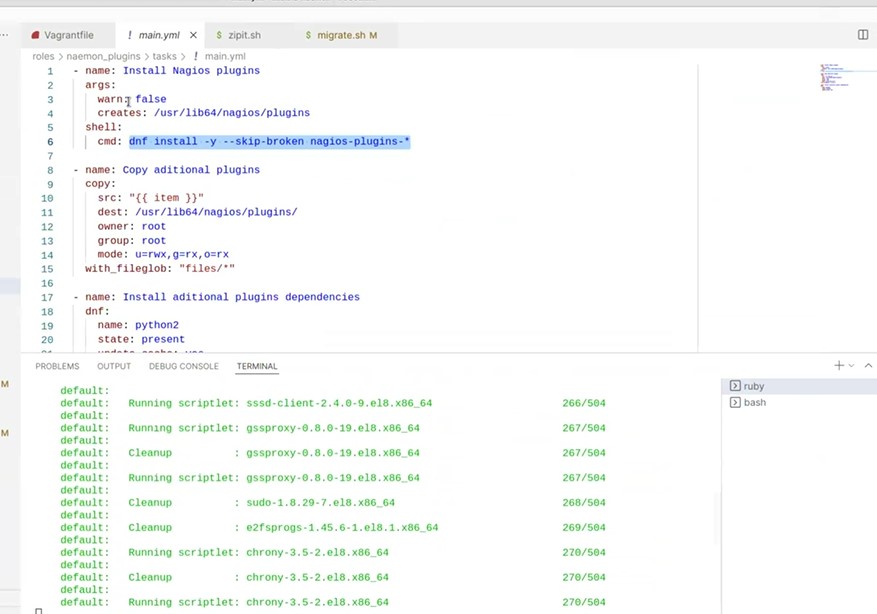 Vagrantfile
! main.yml ×
$ zipit.sh
$ migrate.sh M
roles > naemon_plugins > tasks > ! main.yml
1 - name: Install Nagios plugins
2 args:
3 warn: false
4 creates: /usr/lib64/nagios/plugins
5 shell:
6 cmd: dnf install -y --skip-broken nagios-plugins-*
7
8 - name: Copy aditional plugins
9 copy:
10 src: "{{ item }}"
11 dest: /usr/lib64/nagios/plugins/
12 owner: root
13 group: root
14 mode: u=rwx,g=rx,o=rx
15 with_fileglob: "files/*"
16
17 - name: Install aditional plugins dependencies
18 dnf:
19 name: python2
20 state: present
M
M
PROBLEMS OUTPUT DEBUG CONSOLE TERMINAL
ruby
bash
default:
default: Running scriptlet: sssd-client-2.4.0-9.el8.x86_64 266/504
default:
default: Running scriptlet: gssproxy-0.8.0-19.el8.x86_64 267/504
default:
default: Cleanup : gssproxy-0.8.0-19.el8.x86_64 267/504
default:
default: Running scriptlet: gssproxy-0.8.0-19.el8.x86_64 267/504
default:
default: Cleanup : sudo-1.8.29-7.el8.x86_64 268/504
default:
default: Cleanup : e2fsprogs-1.45.6-1.el8.1.x86_64 269/504
default:
default: Running scriptlet: chrony-3.5-2.el8.x86_64 270/504
default:
default: Cleanup : chrony-3.5-2.el8.x86_64 270/504
default:
default: Running scriptlet: chrony-3.5-2.el8.x86_64 270/504